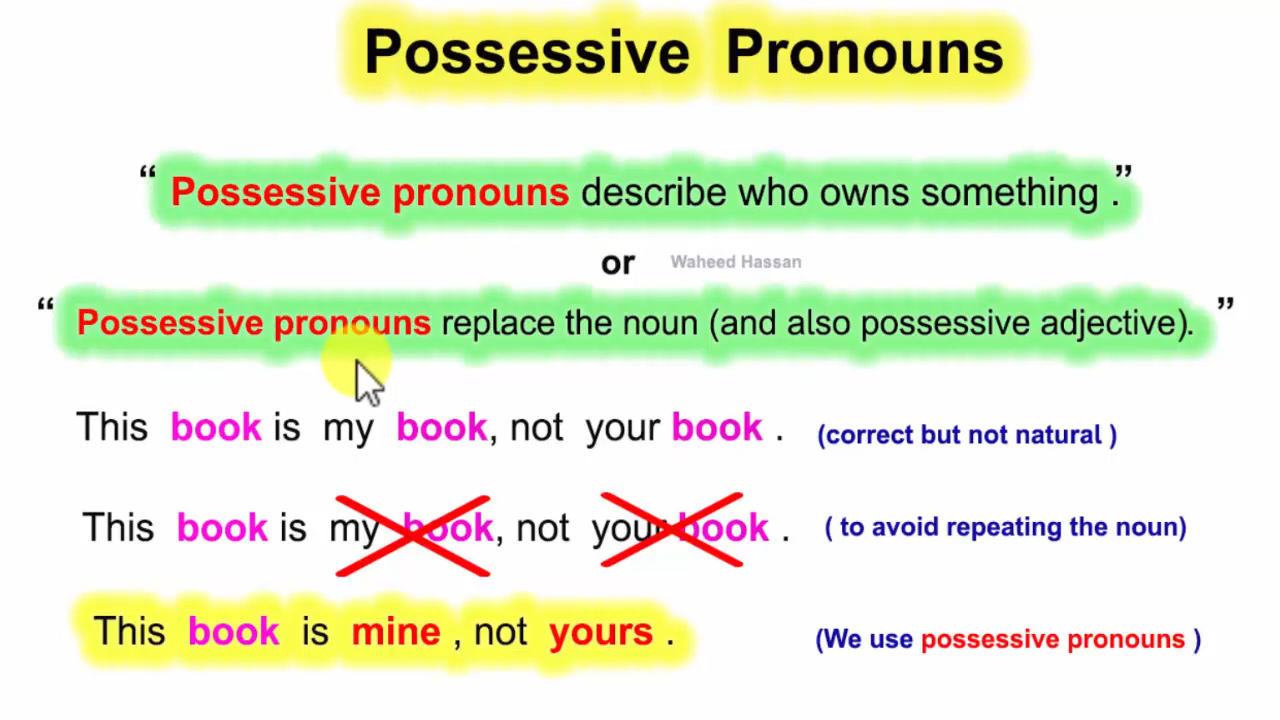 Possessive Pronouns
“ Possessive pronouns describe who owns something .”
or Waheed Hassan
“ Possessive pronouns replace the noun (and also possessive adjective). ”
This book is my book, not your book . (correct but not natural )
This book is my book, not your book . ( to avoid repeating the noun)
This book is mine , not yours . (We use possessive pronouns )